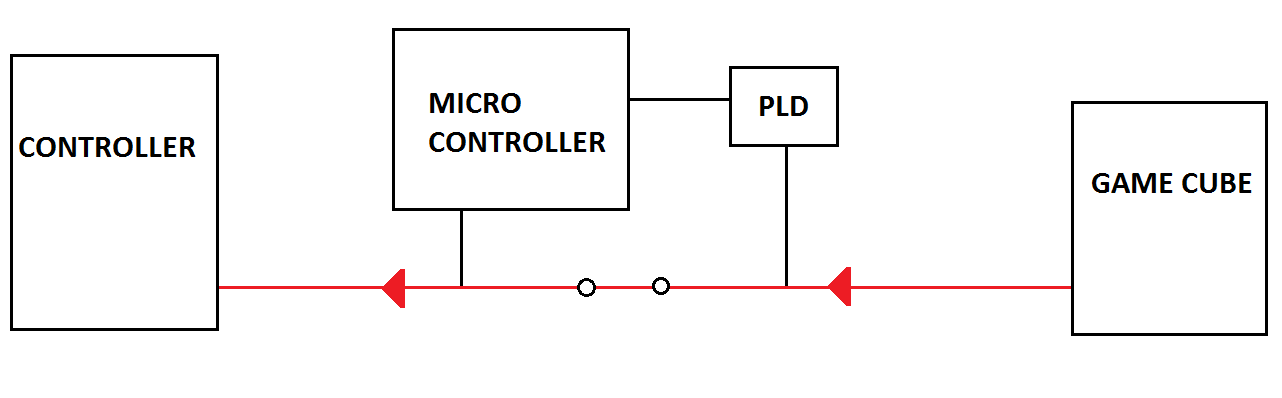 CONTROLLER
MICRO
CONTROLLER
PLD
GAME CUBE